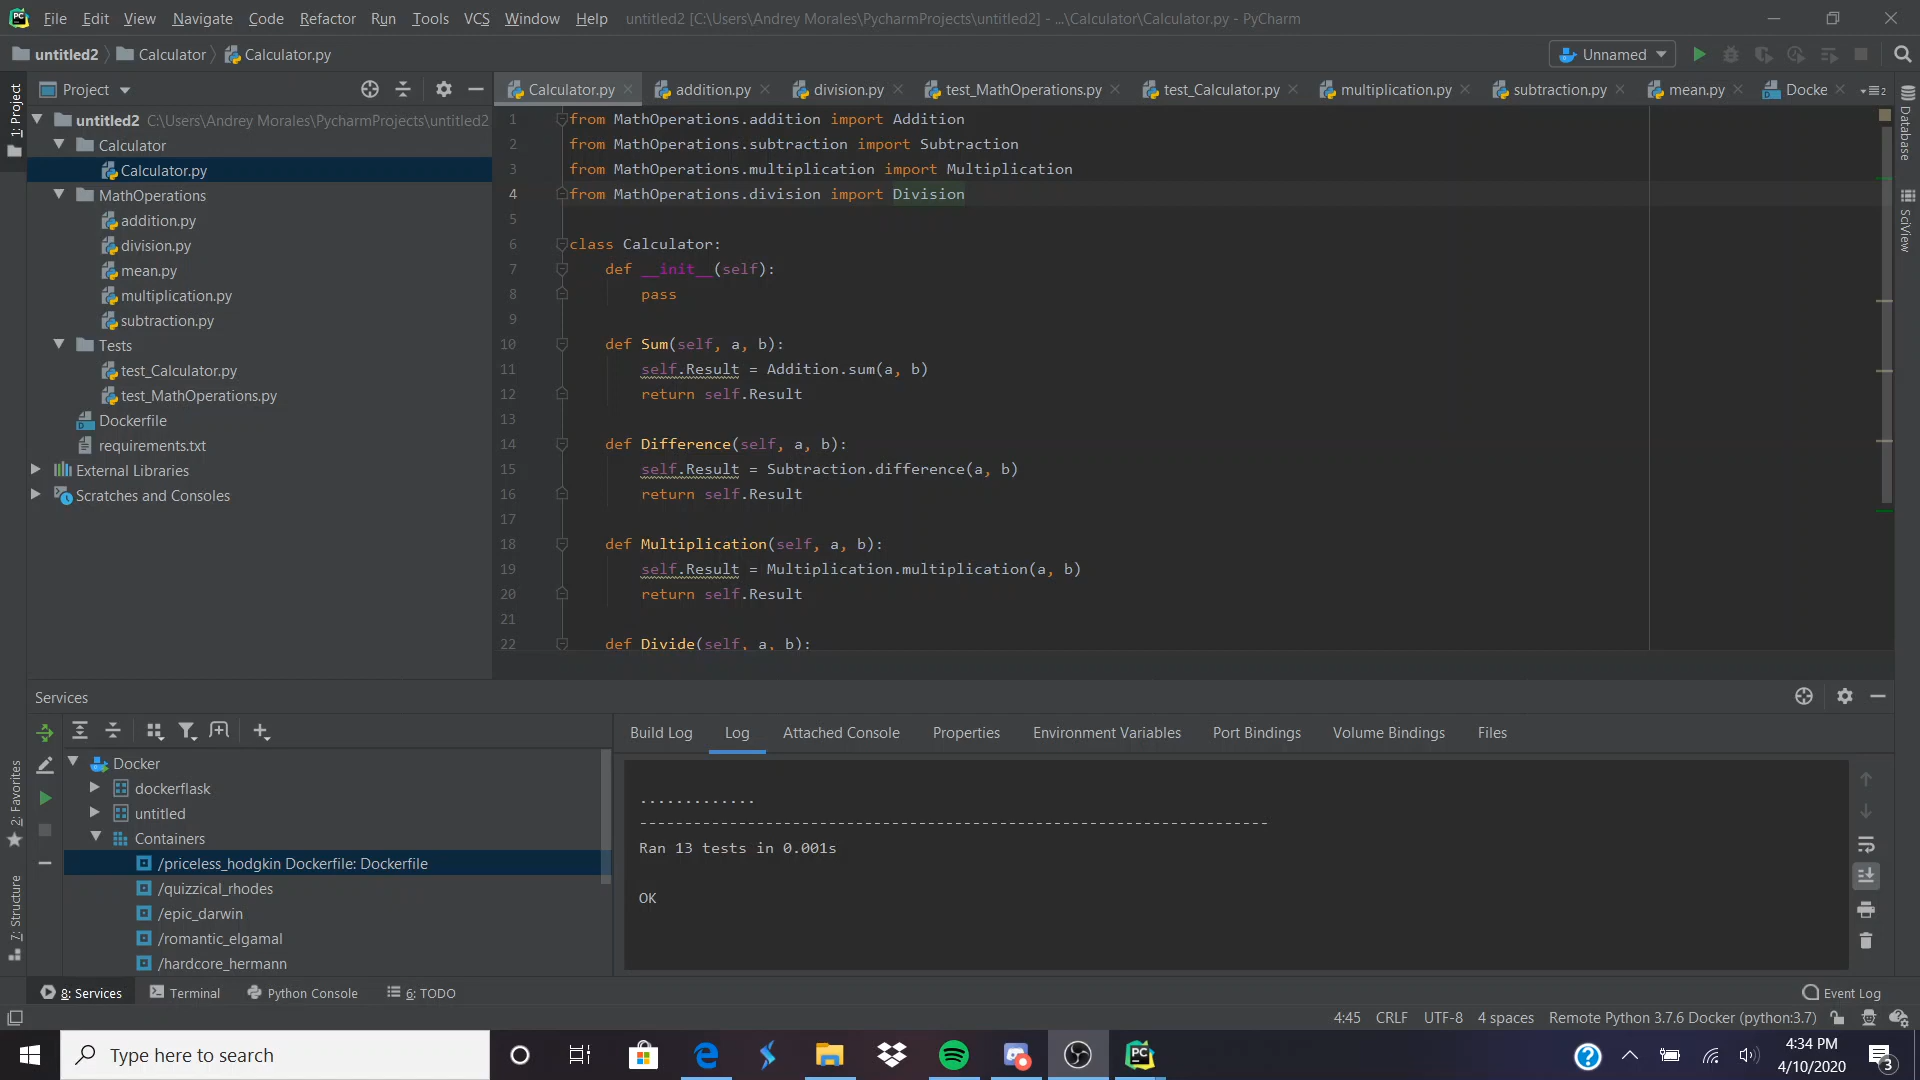 File Edit View Navigate Code Refactor Run Tools VCS Window Help untitled2 [C:\Users\Andrey Morales\PycharmProjects\untitled2] - ...\Calculator\Calculator.py - PyCharm
untitled2 Calculator Calculator.py Unnamed
Project Calculator.py addition.py division.py test_MathOperations.py test_Calculator.py multiplication.py subtraction.py mean.py Docke
1: Project
Database
SciView
untitled2 C:\Users\Andrey Morales\PycharmProjects\untitled2
Calculator
Calculator.py
MathOperations
addition.py
division.py
mean.py
multiplication.py
subtraction.py
Tests
test_Calculator.py
test_MathOperations.py
Dockerfile
requirements.txt
External Libraries
Scratches and Consoles
1 from MathOperations.addition import Addition
2 from MathOperations.subtraction import Subtraction
3 from MathOperations.multiplication import Multiplication
4 from MathOperations.division import Division
5
6 class Calculator:
7 def __init__(self):
8 pass
9
10 def Sum(self, a, b):
11 self.Result = Addition.sum(a, b)
12 return self.Result
13
14 def Difference(self, a, b):
15 self.Result = Subtraction.difference(a, b)
16 return self.Result
17
18 def Multiplication(self, a, b):
19 self.Result = Multiplication.multiplication(a, b)
20 return self.Result
21
22 def Divide(self, a, b):
Services
2: Favorites
7: Structure
Docker
dockerflask
untitled
Containers
/priceless_hodgkin Dockerfile: Dockerfile
/quizzical_rhodes
/epic_darwin
/romantic_elgamal
/hardcore_hermann
Build Log Log Attached Console Properties Environment Variables Port Bindings Volume Bindings Files
.............
----------------------------------------------------------------------
Ran 13 tests in 0.001s
OK
8: Services Terminal Python Console 6: TODO Event Log
4:45 CRLF UTF-8 4 spaces Remote Python 3.7.6 Docker (python:3.7)
Type here to search
4:34 PM
4/10/2020
3